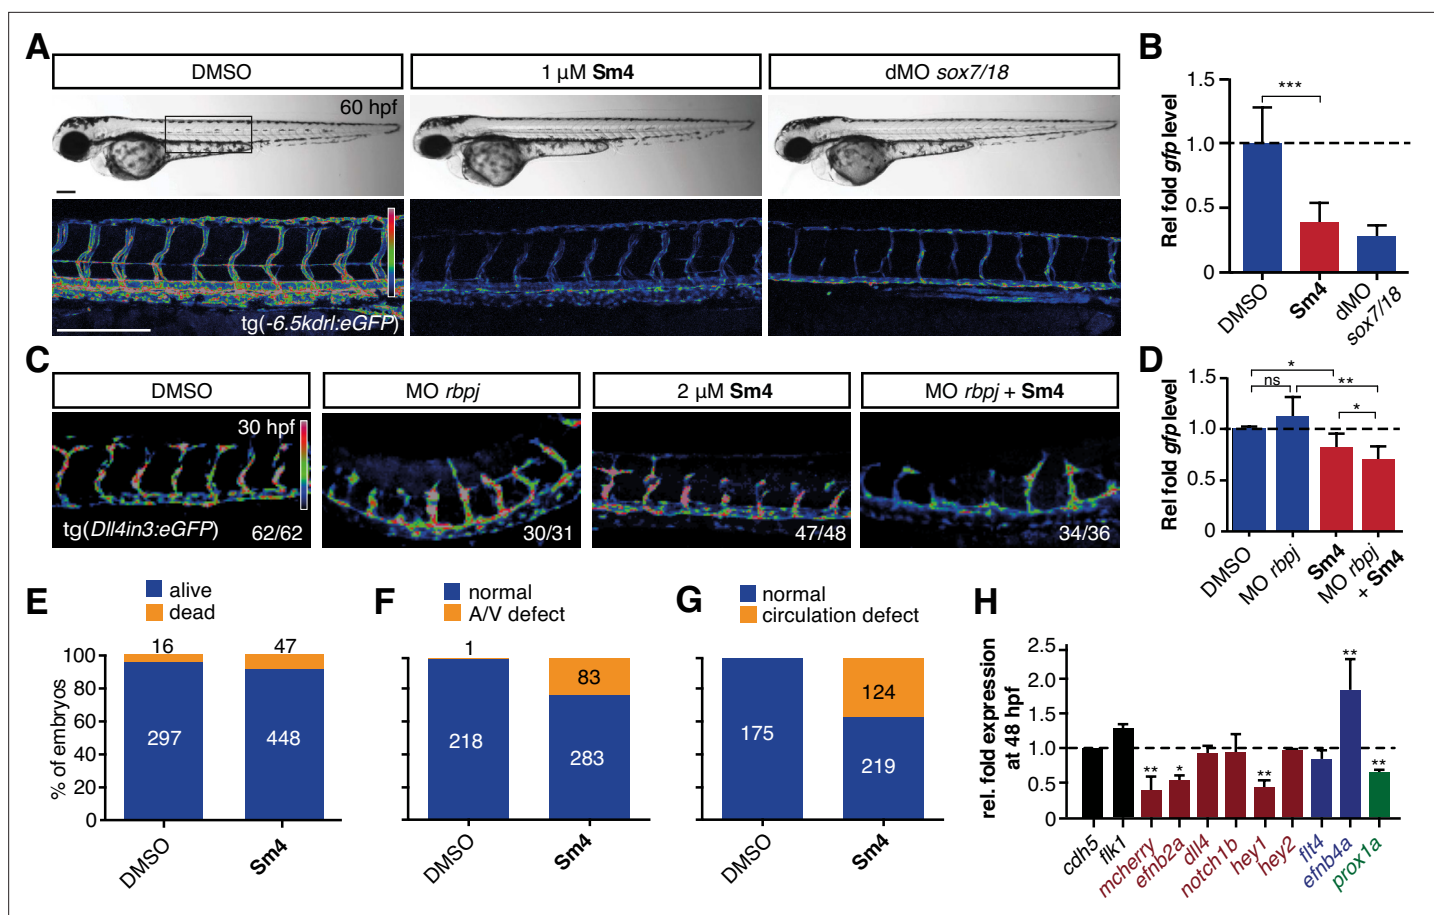 A
DMSO
1 µM Sm4
dMO sox7/18
60 hpf
tg(-6.5kdrl:eGFP)
B
Rel fold gfp level
1.5
1.0
0.5
0
***
DMSO
Sm4
dMO
sox7/18
C
DMSO
MO rbpj
2 µM Sm4
MO rbpj + Sm4
30 hpf
tg(Dll4in3:eGFP)
62/62
30/31
47/48
34/36
D
Rel fold gfp level
1.5
1.0
0.5
0
*
ns
**
*
DMSO
MO rbpj
Sm4
MO rbpj
+ Sm4
E
alive
dead
% of embryos
100
80
60
40
20
0
16
47
297
448
DMSO
Sm4
F
normal
A/V defect
1
83
218
283
DMSO
Sm4
G
normal
circulation defect
124
175
219
DMSO
Sm4
H
rel. fold expression
at 48 hpf
2.5
2.0
1.5
1.0
0.5
0
**
*
**
**
**
cdh5
flk1
mcherry
efnb2a
dll4
notch1b
hey1
hey2
flt4
efnb4a
prox1a